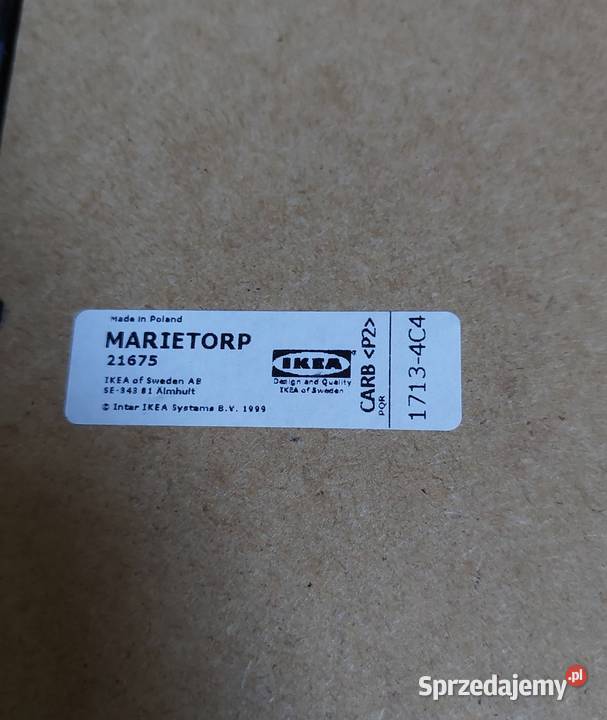 Made in Poland
MARIETORP
21675
IKEA of Sweden AB
SE-343 81 Älmhult
© Inter IKEA Systems B.V. 1999
IKEA®
Design and Quality
IKEA of Sweden
CARB <P2>
PQR
1713-4C4
Sprzedajemy.pl